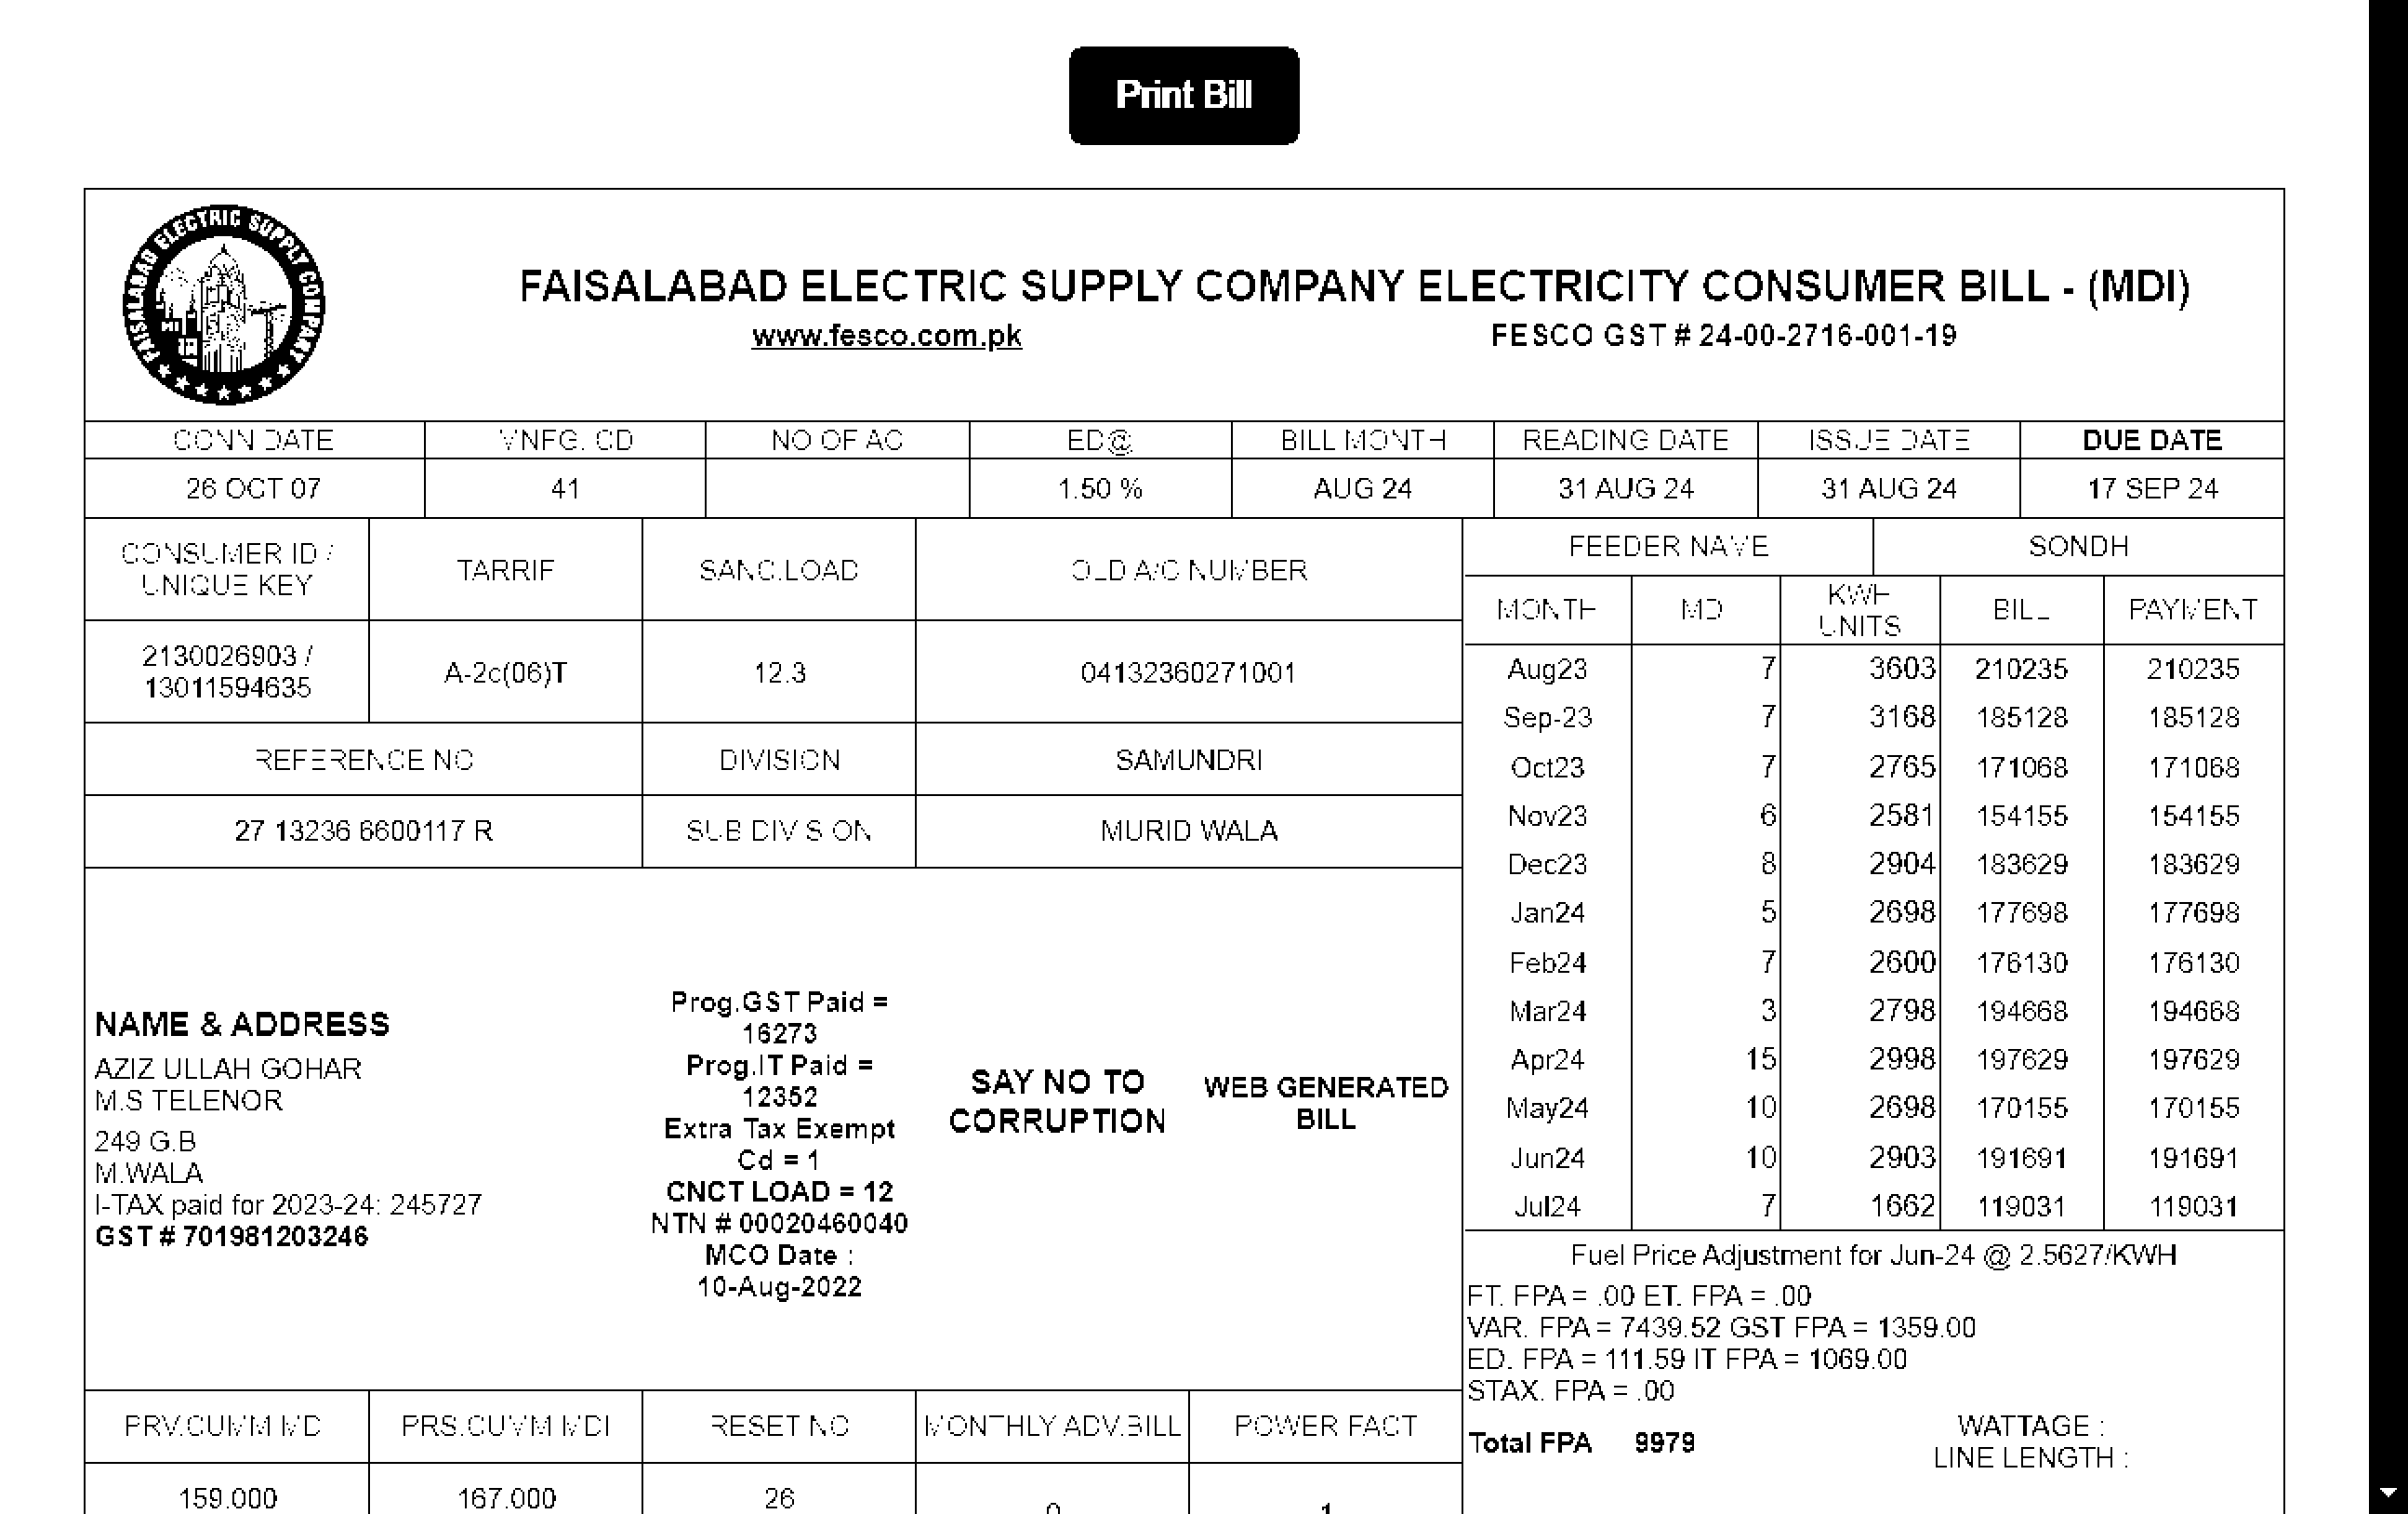 Print Bill
FAISALABAD ELECTRIC SUPPLY COMPANY
FAISALABAD ELECTRIC SUPPLY COMPANY ELECTRICITY CONSUMER BILL - (MDI)
www.fesco.com.pk FESCO GST # 24-00-2716-001-19
CONN DATE MNFG. CD NO OF AC ED@ BILL MONTH READING DATE ISSUE DATE DUE DATE
26 OCT 07 41 1.50 % AUG 24 31 AUG 24 31 AUG 24 17 SEP 24
CONSUMER ID /
UNIQUE KEY TARRIF SANC.LOAD OLD A/C NUMBER
2130026903 /
13011594635 A-2c(06)T 12.3 04132360271001
REFERENCE NO DIVISION SAMUNDRI
27 13236 6600117 R SUB DIVISION MURID WALA
NAME & ADDRESS
AZIZ ULLAH GOHAR
M.S TELENOR
249 G.B
M.WALA
I-TAX paid for 2023-24: 245727
GST # 701981203246
Prog.GST Paid =
16273
Prog.IT Paid =
12352
Extra Tax Exempt
Cd = 1
CNCT LOAD = 12
NTN # 00020460040
MCO Date :
10-Aug-2022
SAY NO TO
CORRUPTION
WEB GENERATED
BILL
FEEDER NAME SONDH
MONTH MDI KWH UNITS BILL PAYMENT
Aug23 7 3603 210235 210235
Sep-23 7 3168 185128 185128
Oct23 7 2765 171068 171068
Nov23 6 2581 154155 154155
Dec23 8 2904 183629 183629
Jan24 5 2698 177698 177698
Feb24 7 2600 176130 176130
Mar24 3 2798 194668 194668
Apr24 15 2998 197629 197629
May24 10 2698 170155 170155
Jun24 10 2903 191691 191691
Jul24 7 1662 119031 119031
Fuel Price Adjustment for Jun-24 @ 2.5627/KWH
FT. FPA = .00 ET. FPA = .00
VAR. FPA = 7439.52 GST FPA = 1359.00
ED. FPA = 111.59 IT FPA = 1069.00
STAX. FPA = .00
Total FPA 9979
WATTAGE :
LINE LENGTH :
PRV.CUMM MDI PRS.CUMM MDI RESET NO MONTHLY ADV.BILL POWER FACT
159.000 167.000 26